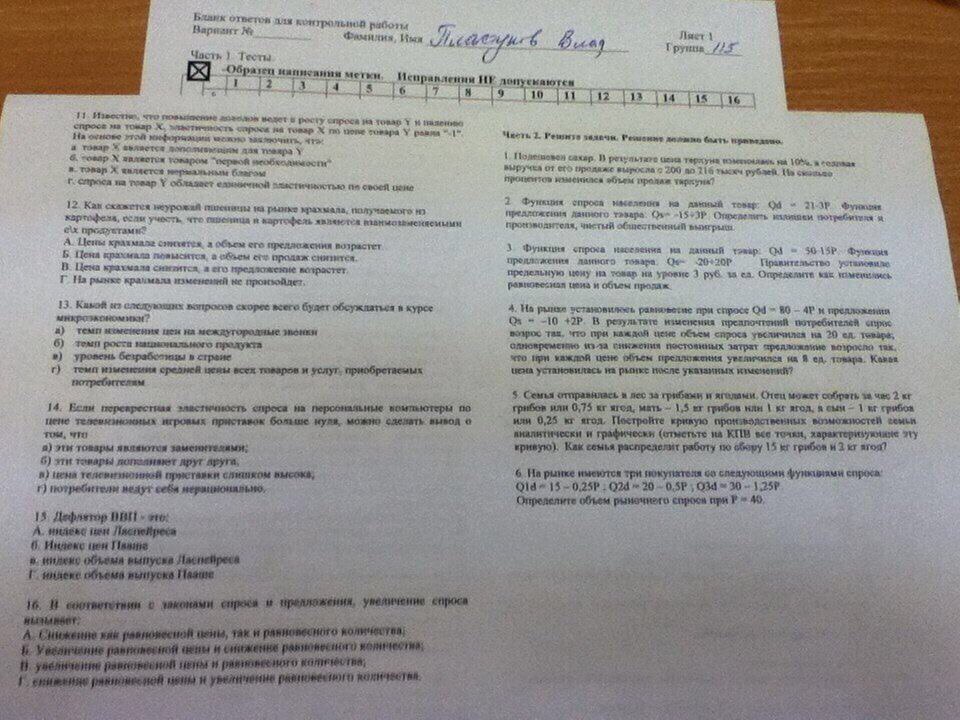 Бланк ответов для контрольной работы
Вариант №________ Фамилия, Имя Пластунов Влад Лист 1
Группа 115
Часть 1. Тесты.
-Образец написания метки. Исправления НЕ допускаются
6 1 2 3 4 5 6 7 8 9 10 11 12 13 14 15 16
11. Известно, что повышение доходов ведет к росту спроса на товар Y и падению
спроса на товар X, эластичность спроса на товар X по цене товара Y равна "-1".
На основе этой информации можно заключить, что:
а. товар X является дополняющим для товара Y
б. товар X является товаром "первой необходимости"
в. товар X является нормальным благом
г. спрос на товар Y обладает единичной эластичностью по своей цене
12. Как скажется неурожай пшеницы на рынке крахмала, получаемого из
картофеля, если учесть, что пшеница и картофель являются взаимозаменяемыми
с\х продуктами?
А. Цены крахмала снизятся, а объем его предложения возрастет.
Б. Цена крахмала повысится, а объем его продаж снизится.
В. Цена крахмала снизится, а его предложение возрастет.
Г. На рынке крахмала изменений не произойдет.
13. Какой из следующих вопросов скорее всего будет обсуждаться в курсе
микроэкономики?
а) темп изменения цен на междугородные звонки
б) темп роста национального продукта
в) уровень безработицы в стране
г) темп изменения средней цены всех товаров и услуг, приобретаемых
потребителям
14. Если перекрестная эластичность спроса на персональные компьютеры по
цене телевизионных игровых приставок больше нуля, можно сделать вывод о
том, что
а) эти товары являются заменителями;
б) эти товары дополняют друг друга;
в) цена телевизионной приставки слишком высока;
г) потребители ведут себя нерационально.
15. Дефлятор ВВП - это:
А. индекс цен Ласпейреса
б. Индекс цен Пааше
в. индекс объема выпуска Ласпейреса
Г. индекс объема выпуска Пааше
16. В соответствии с законами спроса и предложения, увеличение спроса
вызывает:
А. Снижение как равновесной цены, так и равновесного количества;
Б. Увеличение равновесной цены и снижение равновесного количества;
В. увеличение равновесной цены и равновесного количества;
Г. снижение равновесной цены и увеличение равновесного количества.
Часть 2. Решите задачи. Решение должно быть приведено.
1. Подешевел сахар. В результате цена тархуна изменилась на 10%, а годовая
выручка от его продаже выросла с 200 до 216 тысяч рублей. На сколько
процентов изменился объем продаж тархуна?
2. Функция спроса населения на данный товар: Qd = 21-3P. Функция
предложения данного товара: Qs= -15+3P. Определить излишки потребителя и
производителя, чистый общественный выигрыш.
3. Функция спроса населения на данный товар: Qd = 50-15P. Функция
предложения данного товара: Qs= -20+20P. Правительство установило
предельную цену на товар на уровне 3 руб. за ед. Определите как изменились
равновесная цена и объем продаж.
4. На рынке установилось равновесие при спросе Qd = 80 – 4P и предложении
Qs = –10 +2P. В результате изменения предпочтений потребителей спрос
возрос так, что при каждой цене объем спроса увеличился на 20 ед. товара;
одновременно из-за снижения постоянных затрат предложение возросло так,
что при каждой цене объем предложения увеличился на 8 ед. товара. Какая
цена установилась на рынке после указанных изменений?
5. Семья отправилась в лес за грибами и ягодами. Отец может собрать за час 2 кг
грибов или 0,75 кг ягод, мать – 1,5 кг грибов или 1 кг ягод, а сын – 1 кг грибов
или 0,25 кг ягод. Постройте кривую производственных возможностей семьи
аналитически и графически (отметьте на КПВ все точки, характеризующие эту
кривую). Как семья распределит работу по сбору 15 кг грибов и 2 кг ягод?
6. На рынке имеются три покупателя со следующими функциями спроса:
Q1d = 15 – 0,25P ; Q2d = 20 – 0,5P ; Q3d = 30 – 1,25P.
Определите объем рыночного спроса при P = 40.